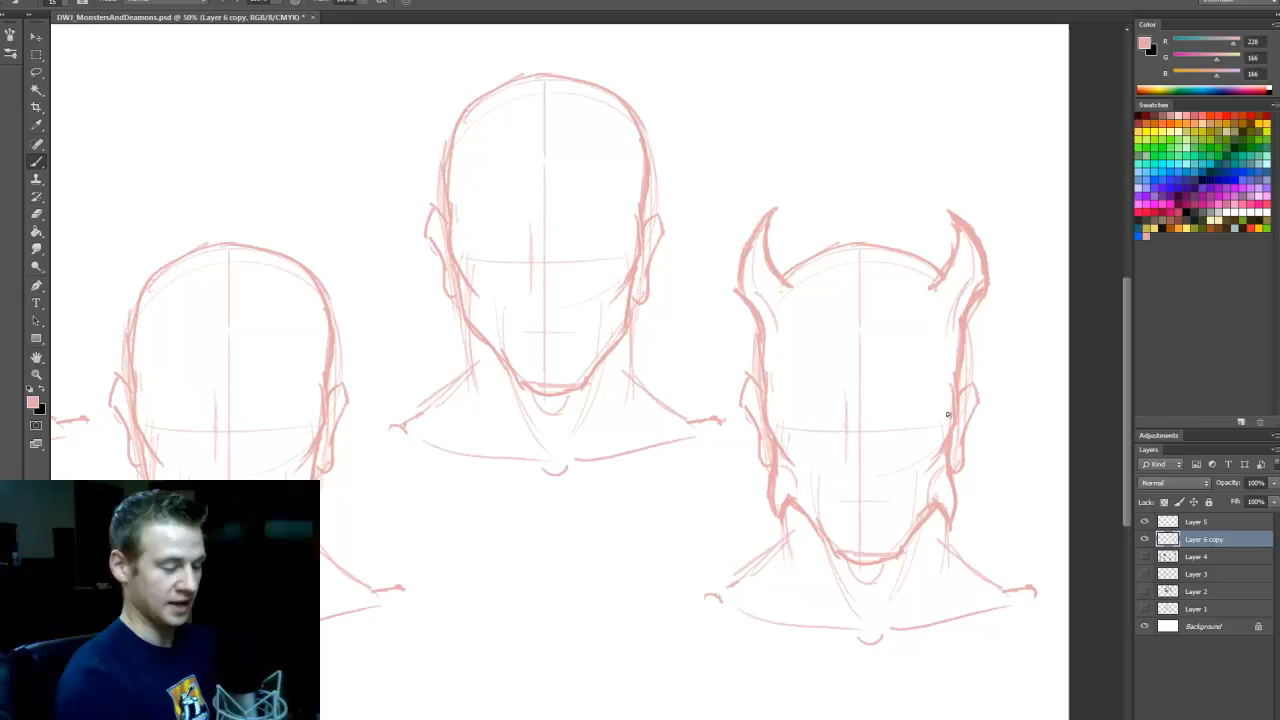 15
DWJ_MonstersAndDeamons.psd @ 50% (Layer 6 copy, RGB/8/CMYK) *
Color
R 228
G 166
B 166
Swatches
Adjustments
Layers
Kind
Normal Opacity: 100%
Lock: Fill: 100%
Layer 5
Layer 6 copy
Layer 4
Layer 3
Layer 2
Layer 1
Background